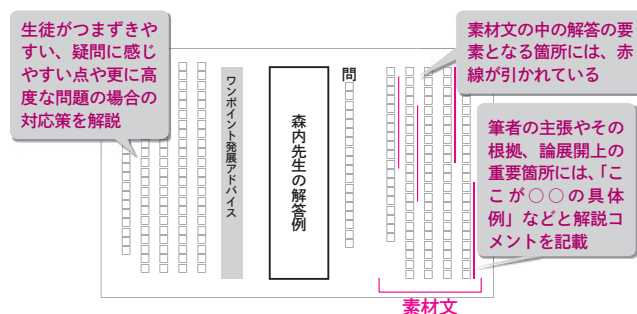 生徒がつまずきや
すい、疑問に感じ
やすい点や更に高
度な問題の場合の
対応策を解説
素材文の中の解答の要
素となる箇所には、赤
線が引かれている
筆者の主張やその
根拠、論展開上の
重要箇所には、「こ
こが○○の具体
例」などと解説コ
メントを記載
問
森内先生の解答例
ワンポイント発展アドバイス
素材文